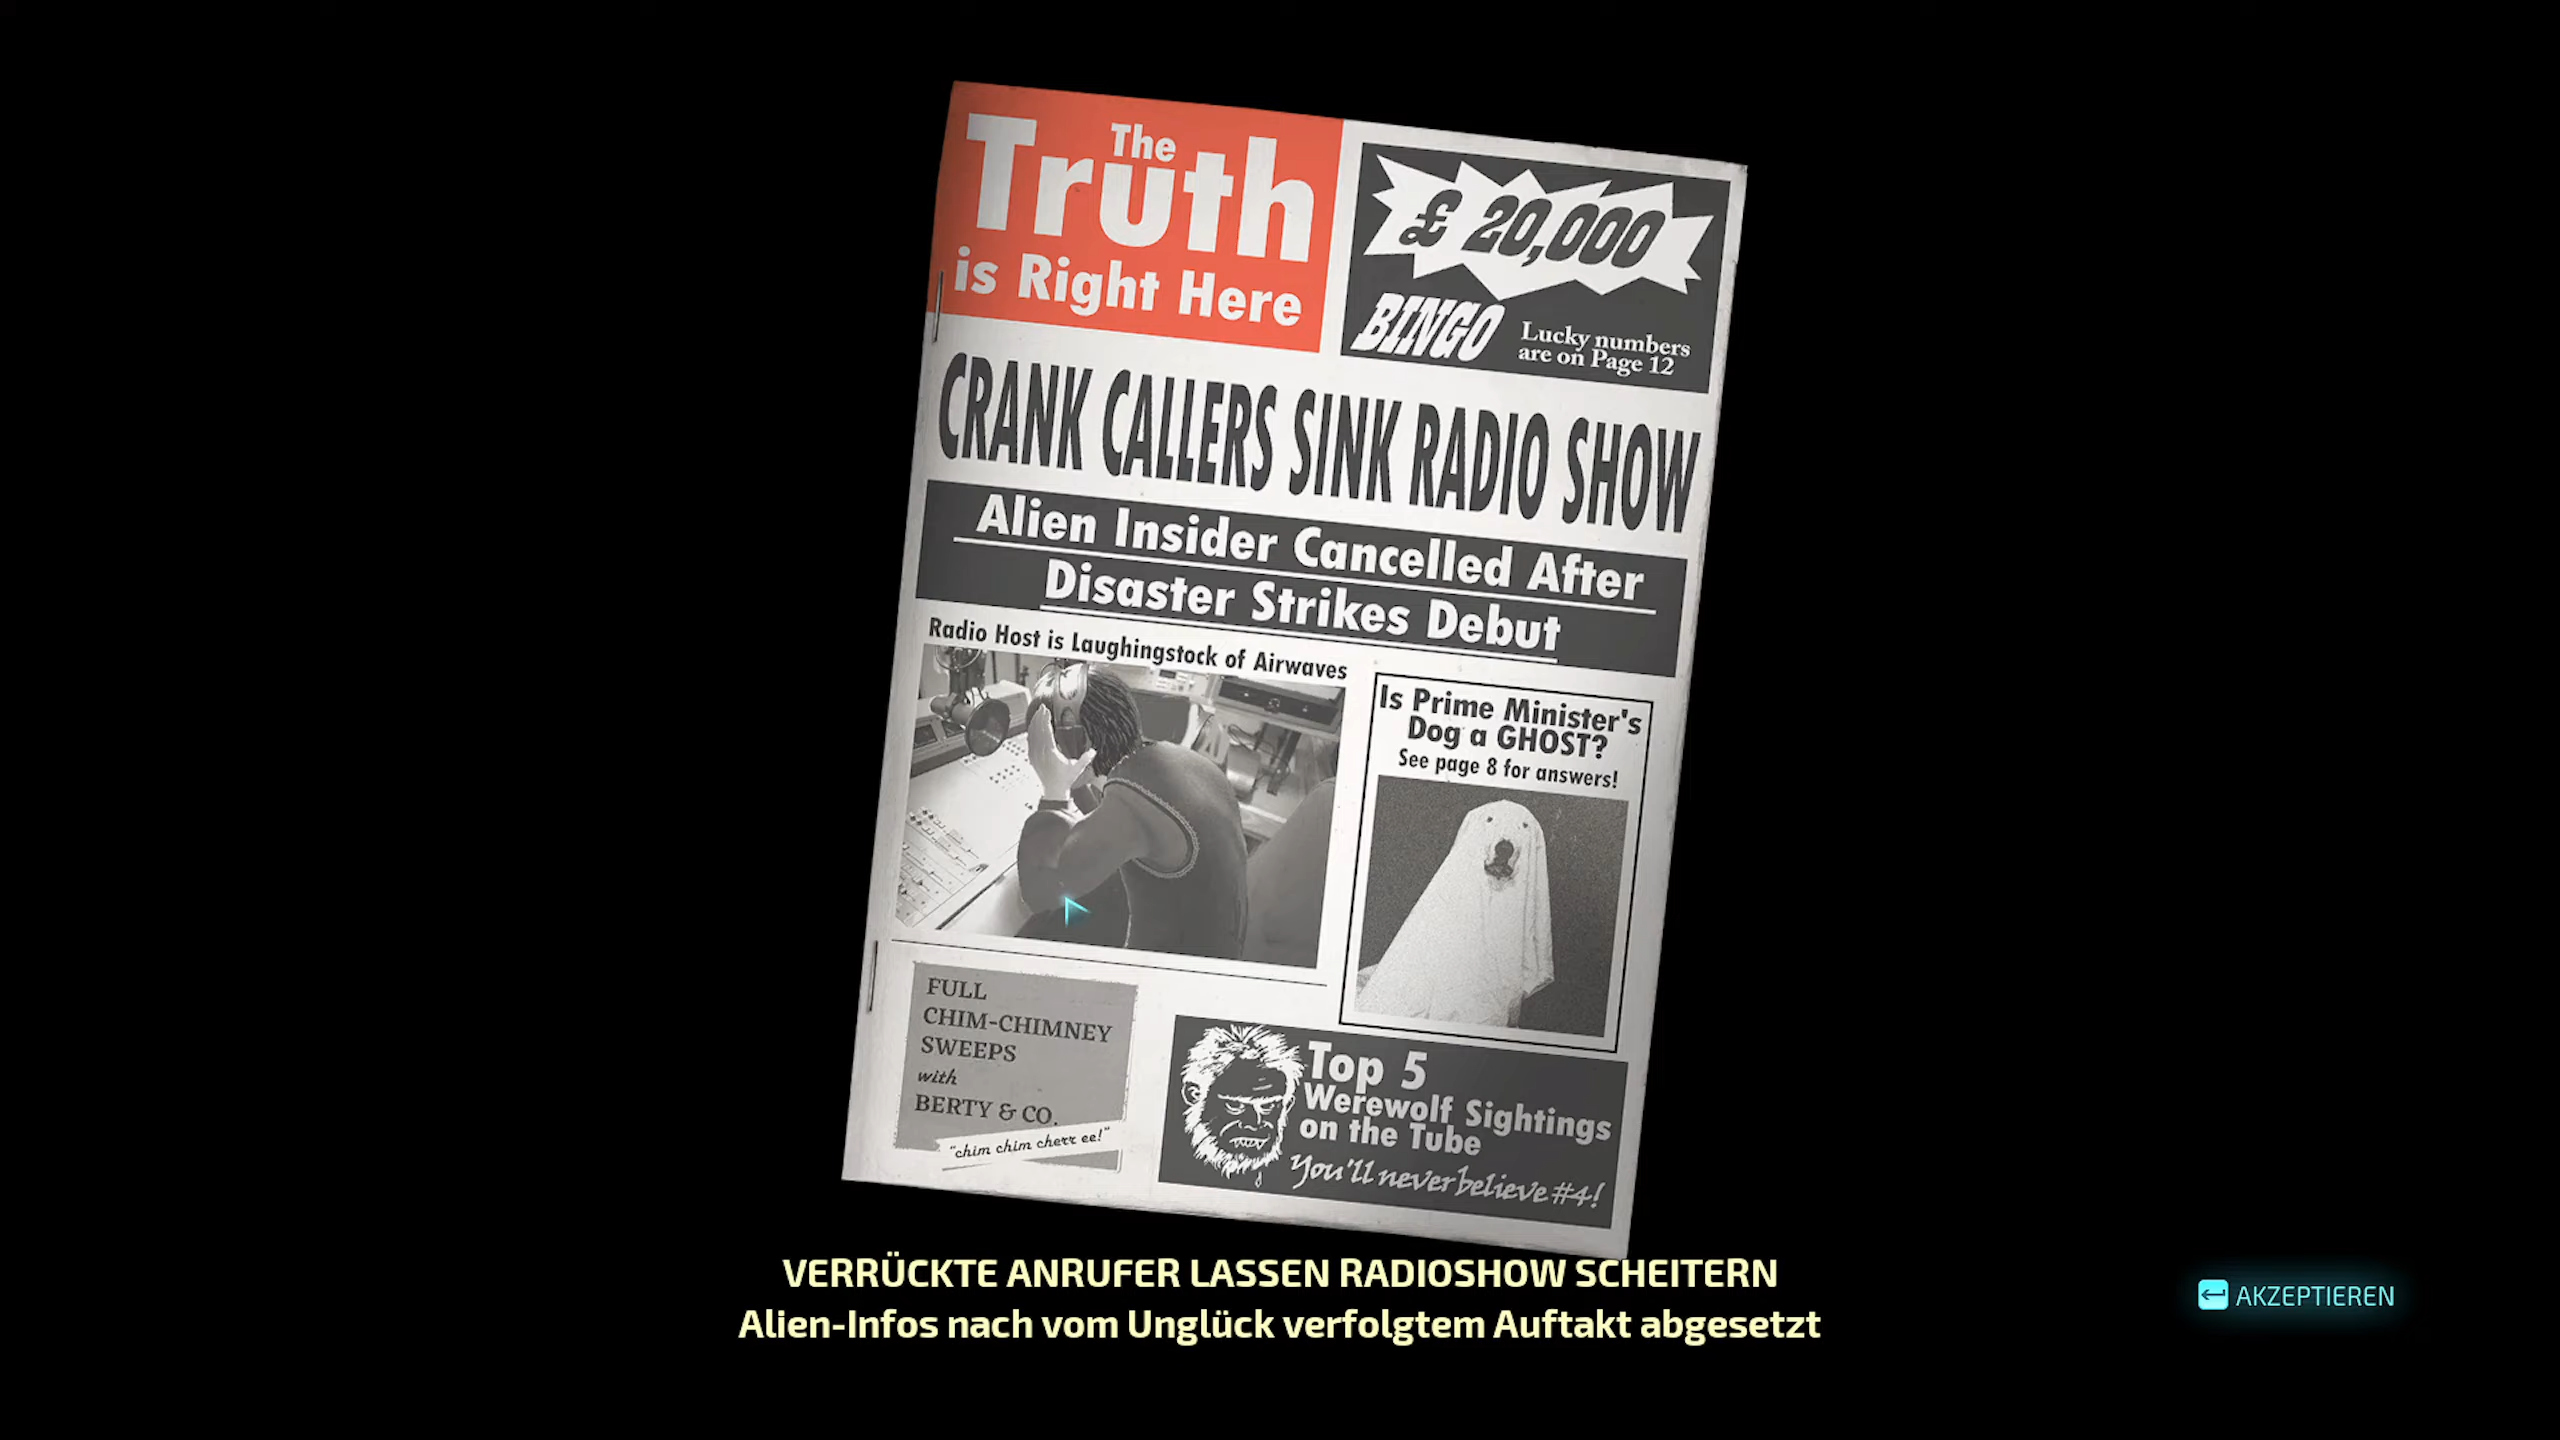 The
Truth
is Right Here
£ 20,000
BINGO
Lucky numbers
are on Page 12
CRANK CALLERS SINK RADIO SHOW
Alien Insider Cancelled After
Disaster Strikes Debut
Radio Host is Laughingstock of Airwaves
Is Prime Minister's
Dog a GHOST?
See page 8 for answers!
FULL
CHIM-CHIMNEY
SWEEPS
with
BERTY & CO.
"chim chim cherr ee!"
Top 5
Werewolf Sightings
on the Tube
You'll never believe #4!
VERRÜCKTE ANRUFER LASSEN RADIOSHOW SCHEITERN
Alien-Infos nach vom Unglück verfolgtem Auftakt abgesetzt
AKZEPTIEREN